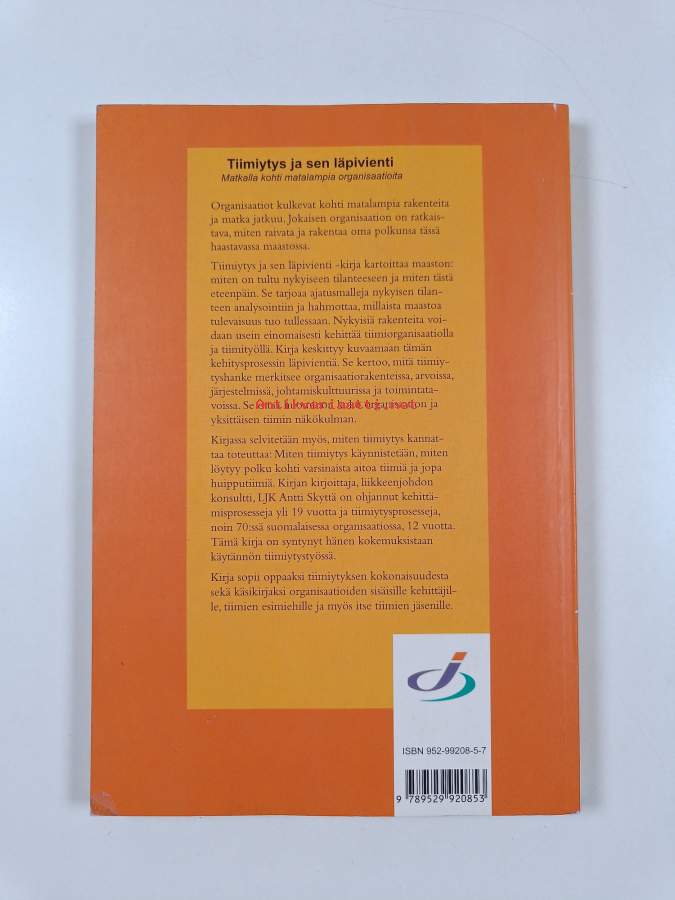 Tiimiytys ja sen läpivienti
Matkalla kohti matalampia organisaatioita
Organisaatiot kulkevat kohti matalampia rakenteita
ja matka jatkuu. Jokaisen organisaation on ratkais-
tava, miten raivata ja rakentaa oma polkunsa tässä
haastavassa maastossa.
Tiimiytys ja sen läpivienti -kirja kartoittaa maaston:
miten on tultu nykyiseen tilanteeseen ja miten tästä
eteenpäin. Se tarjoaa ajatusmalleja nykyisen tilan-
teen analysointiin ja hahmottaa, millaista maastoa
tulevaisuus tuo tullessaan. Nykyisiä rakenteita voi-
daan usein einomaisesti kehittää tiimiorganisaatiolla
ja tiimityöllä. Kirja keskittyy kuvaamaan tämän
kehitysprosessin läpivientiä. Se kertoo, mitä tiimiy-
tyshanke merkitsee organisaatiorakenteissa, arvoissa,
järjestelmissä, johtamiskulttuurissa ja toimintata-
voissa. Se organisaation ja
yksittäisen tiimin näkökulman.
Kirjassa selvitetään myös, miten tiimiytys kannat-
taa toteuttaa: Miten tiimiytys käynnistetään, miten
löytyy polku kohti varsinaista aitoa tiimiä ja jopa
huipputiimiä. Kirjan kirjoittaja, liikkeenjohdon
konsultti, LJK Antti Skyttä on ohjannut kehittä-
misprosesseja yli 19 vuotta ja tiimiytysprosesseja,
noin 70:ssä suomalaisessa organisaatiossa, 12 vuotta.
Tämä kirja on syntynyt hänen kokemuksistaan
käytännön tiimiytystyössä.
Kirja sopii oppaaksi tiimiytyksen kokonaisuudesta
sekä käsikirjaksi organisaatioiden sisäisille kehittäjil-
le, tiimien esimiehille ja myös itse tiimien jäsenille.
ISBN 952-99208-5-7
9 789529 920853